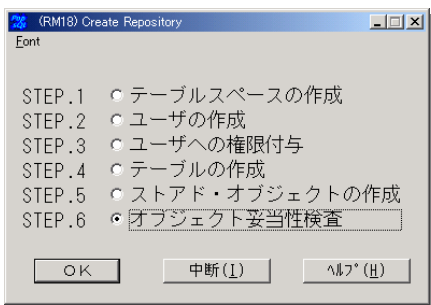 (RM18) Create Repository
Font
STEP.1 テーブルスペースの作成
STEP.2 ユーザの作成
STEP.3 ユーザへの権限付与
STEP.4 テーブルの作成
STEP.5 ストアド・オブジェクトの作成
STEP.6 オブジェクト妥当性検査
OK 中断(I) ﾍﾙﾌﾟ(H)